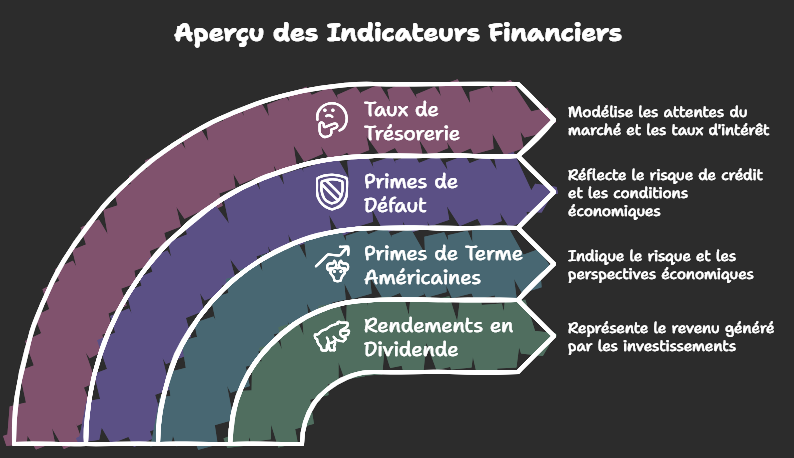 Aperçu des Indicateurs Financiers
Taux de
Trésorerie
Modélise les attentes du
marché et les taux d'intérêt
Primes de
Défaut
Réflecte le risque de crédit
et les conditions
économiques
Primes de Terme
Américaines
Indique le risque et les
perspectives économiques
Rendements en
Dividende
Représente le revenu généré
par les investissements